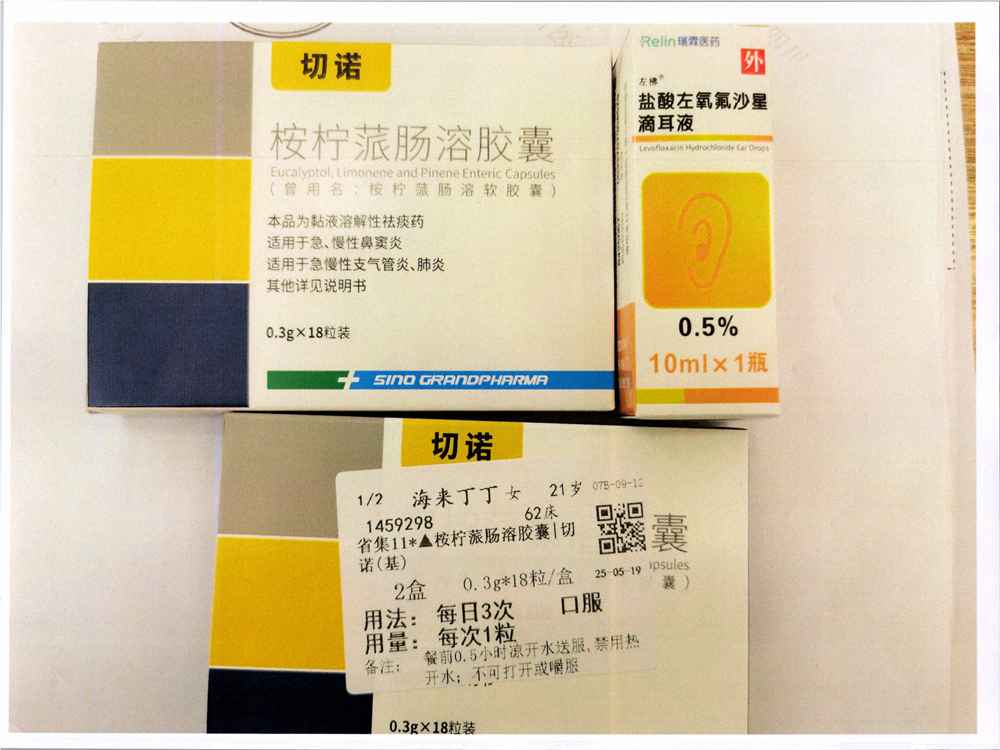 切诺
桉柠蒎肠溶胶囊
Eucalyptol, Limonene and Pinene Enteric Capsules
(曾用名:桉柠蒎肠溶软胶囊)
本品为黏液溶解性祛痰药
适用于急、慢性鼻窦炎
适用于急慢性支气管炎、肺炎
其他详见说明书
0.3g×18粒装
SINO GRANDPHARMA
Relin 瑞霖医药
外
左彿®
盐酸左氧氟沙星
滴耳液
Levofloxacin Hydrochloride Ear Drops
0.5%
10ml×1瓶
切诺
1/2 海来丁丁 女 21岁 07B-09-12
1459298 62床
省集11*▲桉柠蒎肠溶胶囊|切
诺(基)
2盒 0.3g*18粒/盒 25-05-19
用法: 每日3次 口服
用量: 每次1粒
备注: 餐前0.5小时凉开水送服,禁用热
开水; 不可打开或嚼服
囊
psules
囊)
0.3g×18粒装